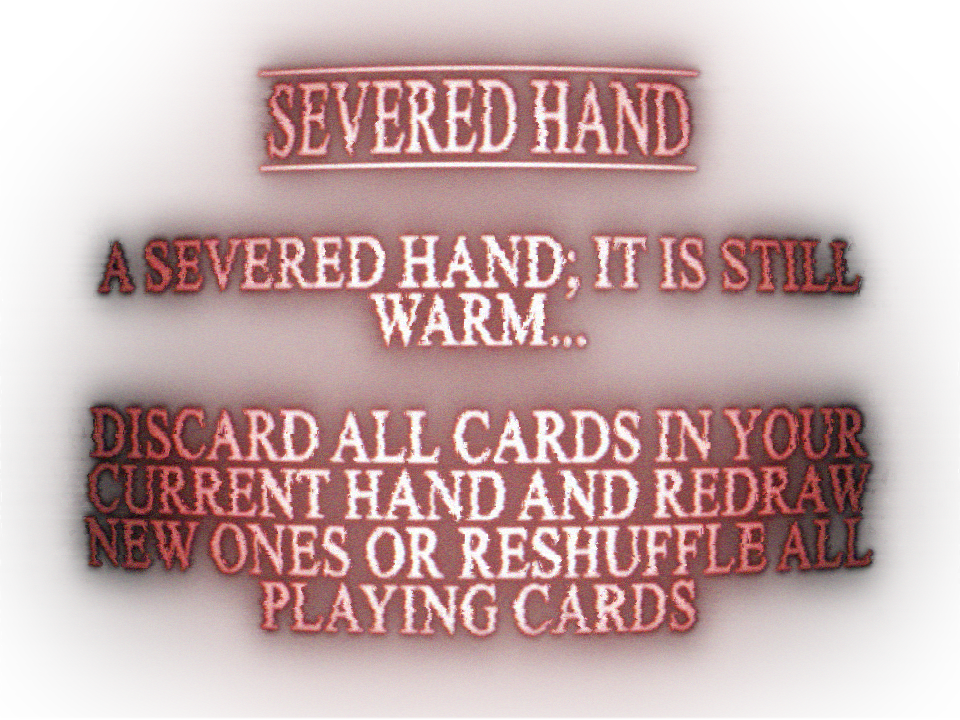 SEVERED HAND
A SEVERED HAND; IT IS STILL
WARM...
DISCARD ALL CARDS IN YOUR
CURRENT HAND AND REDRAW
NEW ONES OR RESHUFFLE ALL
PLAYING CARDS